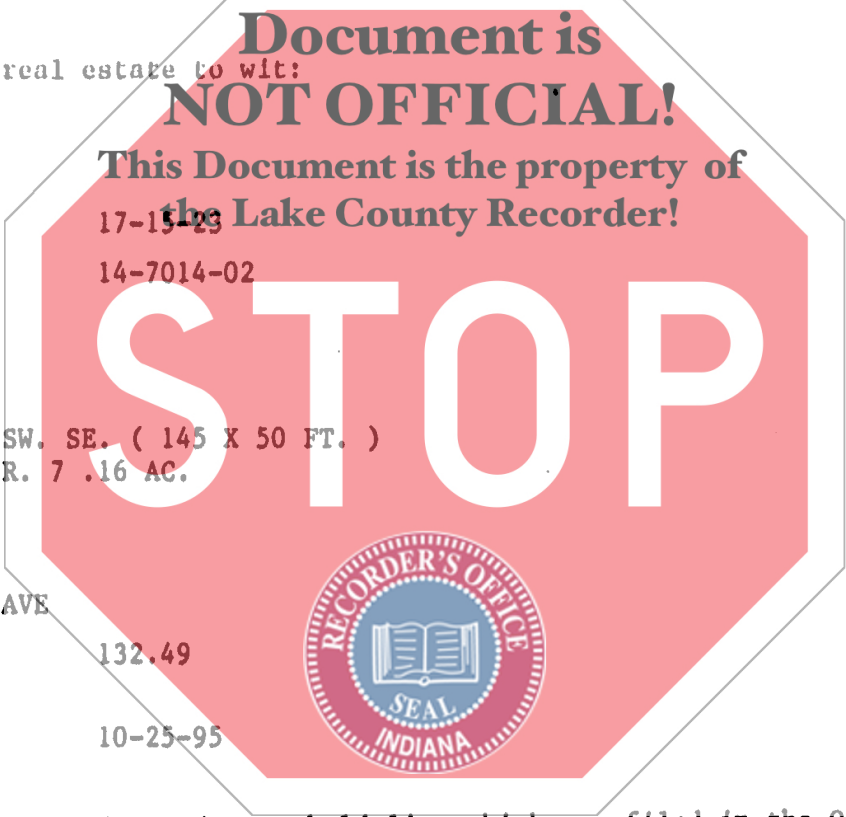 Document is
real estate to wit:
NOT OFFICIAL!
This Document is the property of
the Lake County Recorder!
17-15-23
14-7014-02
STOP
SW. SE. ( 145 X 50 FT. )
R. 7 .16 AC.
RECORDER'S OFFICE
SEAL
INDIANA
AVE
132.49
10-25-95
in the